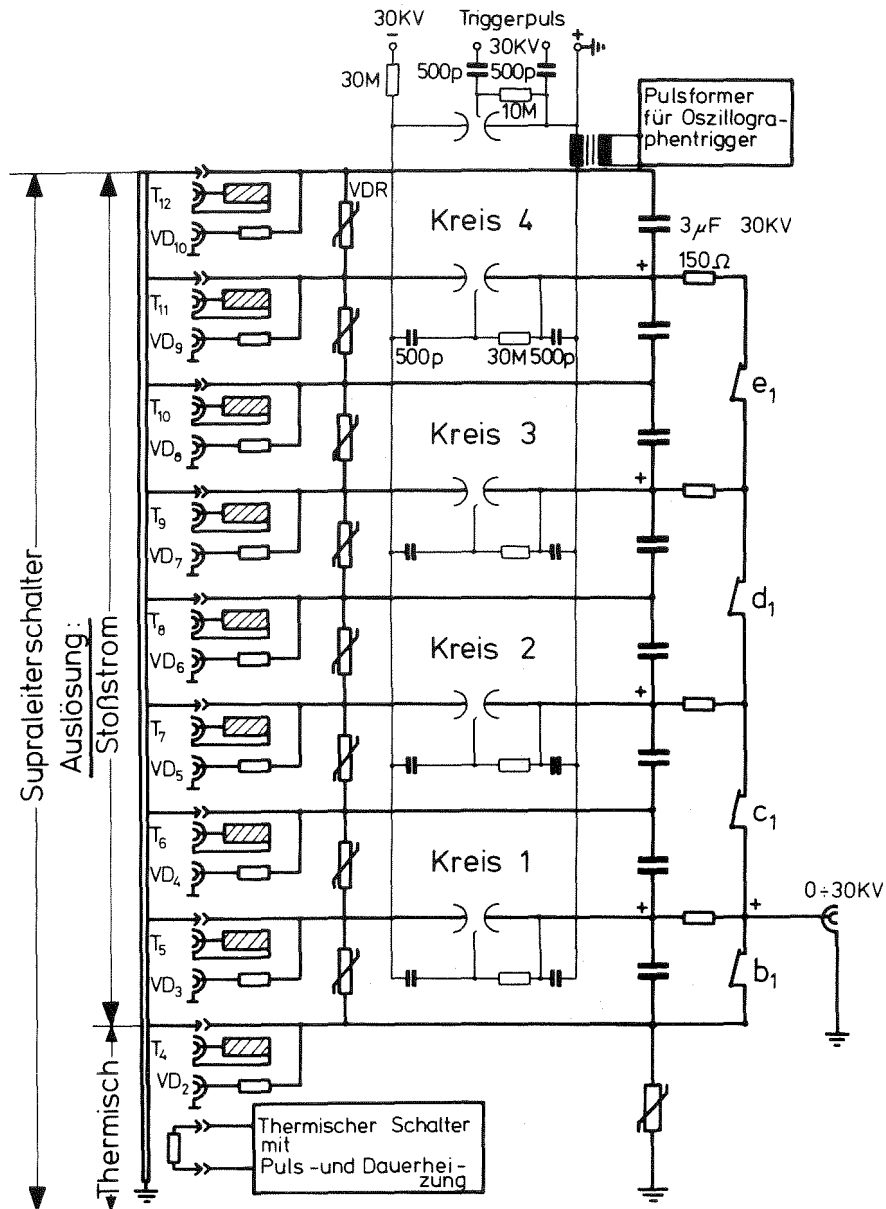 30KV
Triggerpuls
−
30KV
+
30M
500p
500p
10M
Pulsformer
für Oszillogra-
phentrigger
T12
VDR
Kreis 4
3µF 30KV
VD10
+
150Ω
T11
VD9
500p
30M
500p
e1
T10
Kreis 3
VD8
+
T9
VD7
d1
T8
Kreis 2
VD6
+
T7
VD5
c1
T6
Kreis 1
VD4
0÷30KV
+
+
T5
VD3
b1
T4
VD2
Thermischer Schalter
mit
Puls-und Dauerhei-
zung
Supraleiterschalter
Auslösung:
Stoßstrom
Thermisch